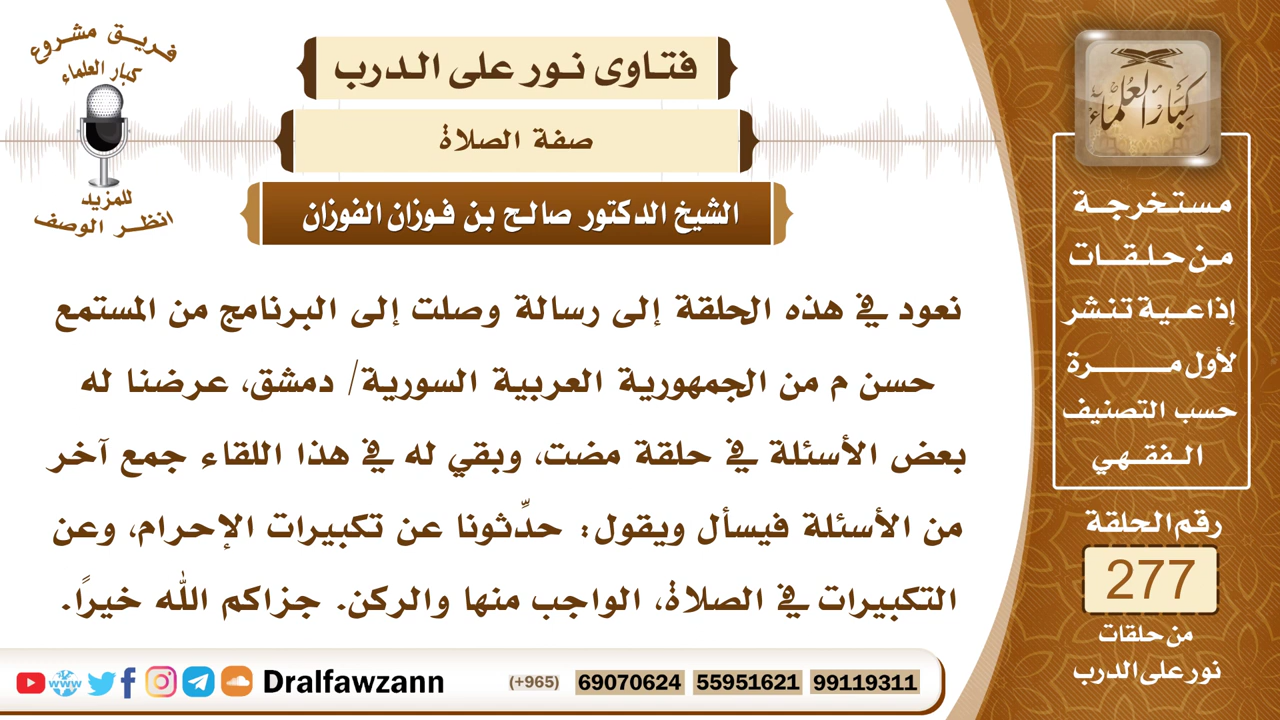 فريق مشروع
كبار العلماء
للمزيد
انظر الوصف
فتاوى نور على الدرب
صفة الصلاة
الشيخ الدكتور صالح بن فوزان الفوزان
نعود في هذه الحلقة إلى رسالة وصلت إلى البرنامج من المستمع
حسن م من الجمهورية العربية السورية/ دمشق، عرضنا له
بعض الأسئلة في حلقة مضت، وبقي له في هذا اللقاء جمع آخر
من الأسئلة فيسأل ويقول: حدِّثونا عن تكبيرات الإحرام، وعن
التكبيرات في الصلاة، الواجب منها والركن. جزاكم الله خيرًا.
كبار العلماء
مستخرجة
من حلقات
إذاعية تنشر
لأول مرة
حسب التصنيف
الفقهي
رقم الحلقة
277
من حلقات
نور على الدرب
www
Dralfawzann
(+965) 69070624 55951621 99119311